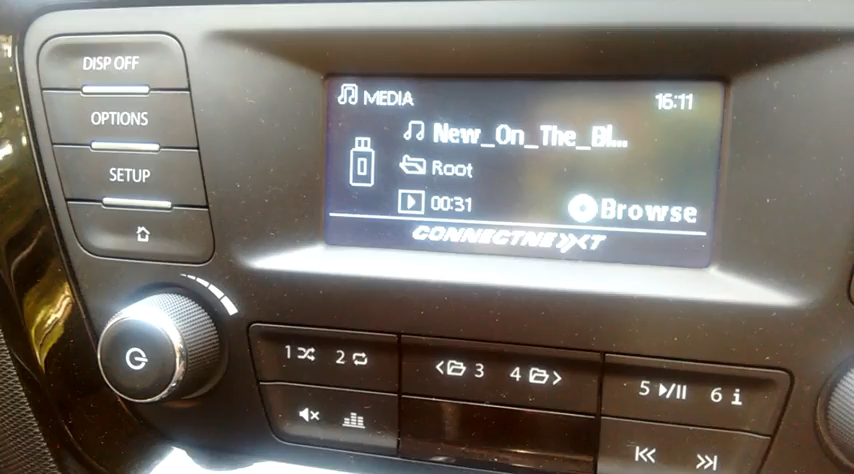 DISP OFF
OPTIONS
SETUP
MEDIA
16:11
New_On_The_Bl...
Root
00:31
Browse
CONNECTNEXT
1
2
3
4
5
6 i